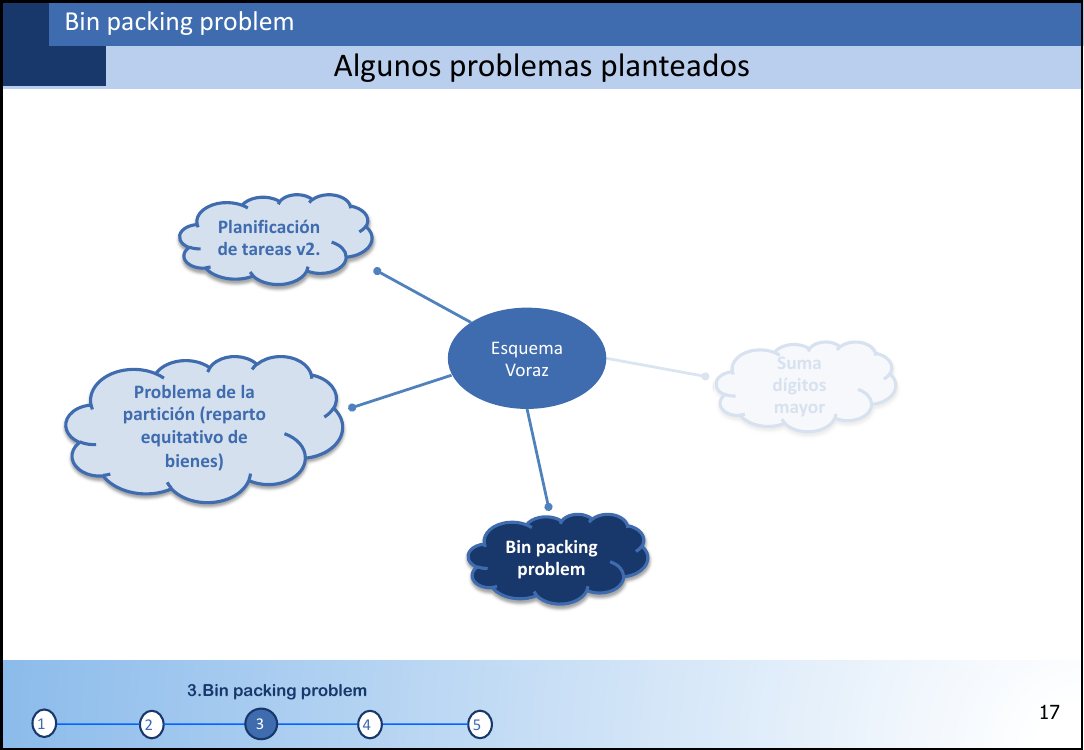 Bin packing problem
Algunos problemas planteados
Planificación
de tareas v2.
Esquema
Voraz
Suma
dígitos
mayor
Problema de la
partición (reparto
equitativo de
bienes)
Bin packing
problem
3.Bin packing problem
1 2 3 4 5
17